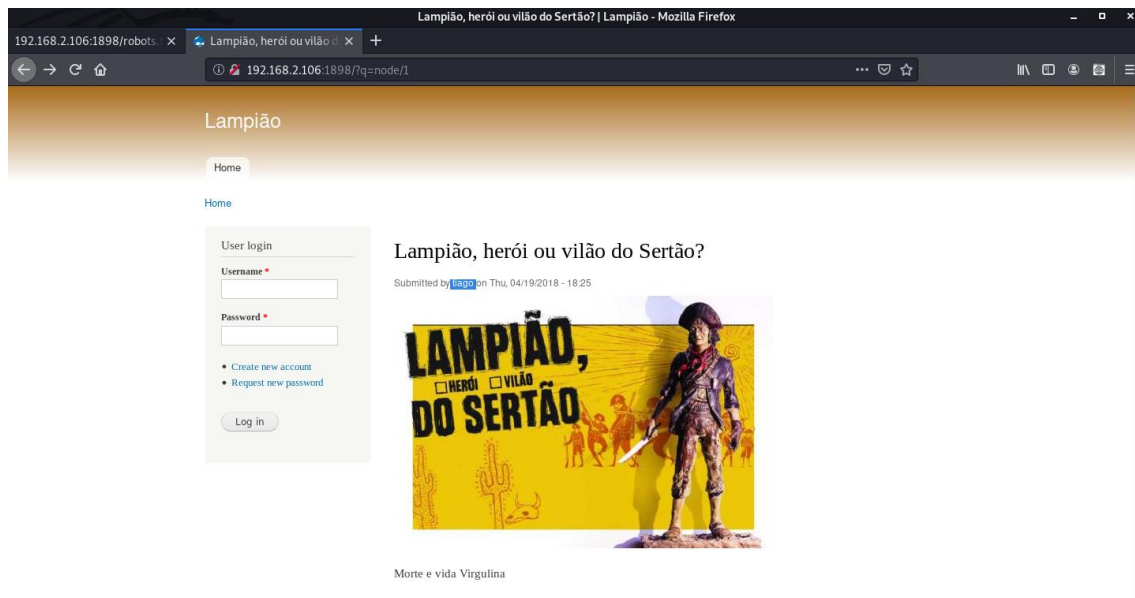 Lampião, herói ou vilão do Sertão? | Lampião - Mozilla Firefox
192.168.2.106:1898/robots.t
Lampião, herói ou vilão d
192.168.2.106:1898/?q=node/1
Lampião
Home
Home
User login
Username *
Password *
Create new account
Request new password
Log in
Lampião, herói ou vilão do Sertão?
Submitted by tiago on Thu, 04/19/2018 - 18:25
LAMPIÃO,
HERÓI VILÃO
DO SERTÃO
Morte e vida Virgulina